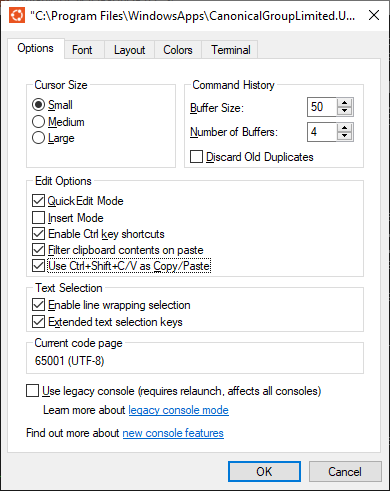 "C:\Program Files\WindowsApps\CanonicalGroupLimited.U...
Options Font Layout Colors Terminal
Cursor Size
Small
Medium
Large
Command History
Buffer Size: 50
Number of Buffers: 4
Discard Old Duplicates
Edit Options
QuickEdit Mode
Insert Mode
Enable Ctrl key shortcuts
Filter clipboard contents on paste
Use Ctrl+Shift+C/V as Copy/Paste
Text Selection
Enable line wrapping selection
Extended text selection keys
Current code page
65001 (UTF-8)
Use legacy console (requires relaunch, affects all consoles)
Learn more about legacy console mode
Find out more about new console features
OK Cancel